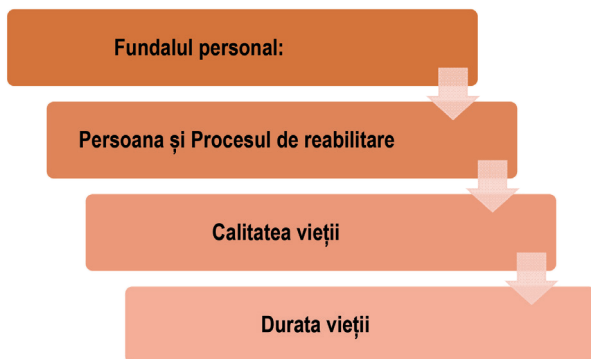 Fundalul personal:
Persoana și Procesul de reabilitare
Calitatea vieții
Durata vieții